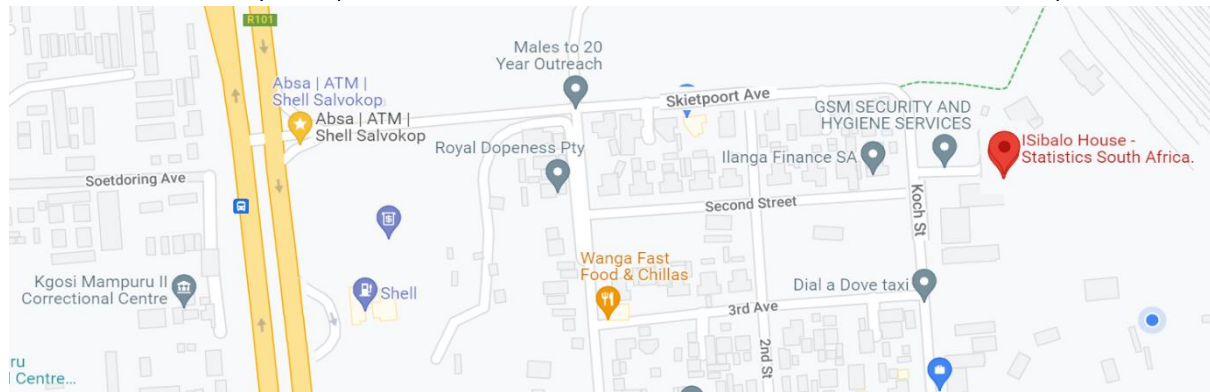 R101
Males to 20
Year Outreach
Absa | ATM |
Shell Salvokop
Absa | ATM |
Shell Salvokop
Skietpoort Ave
GSM SECURITY AND
HYGIENE SERVICES
Royal Dopeness Pty
Ilanga Finance SA
ISibalo House -
Statistics South Africa.
Soetdoring Ave
Second Street
Koch St
Wanga Fast
Food & Chillas
Kgosi Mampuru II
Correctional Centre
Shell
Dial a Dove taxi
3rd Ave
2nd St
ru
Centre...